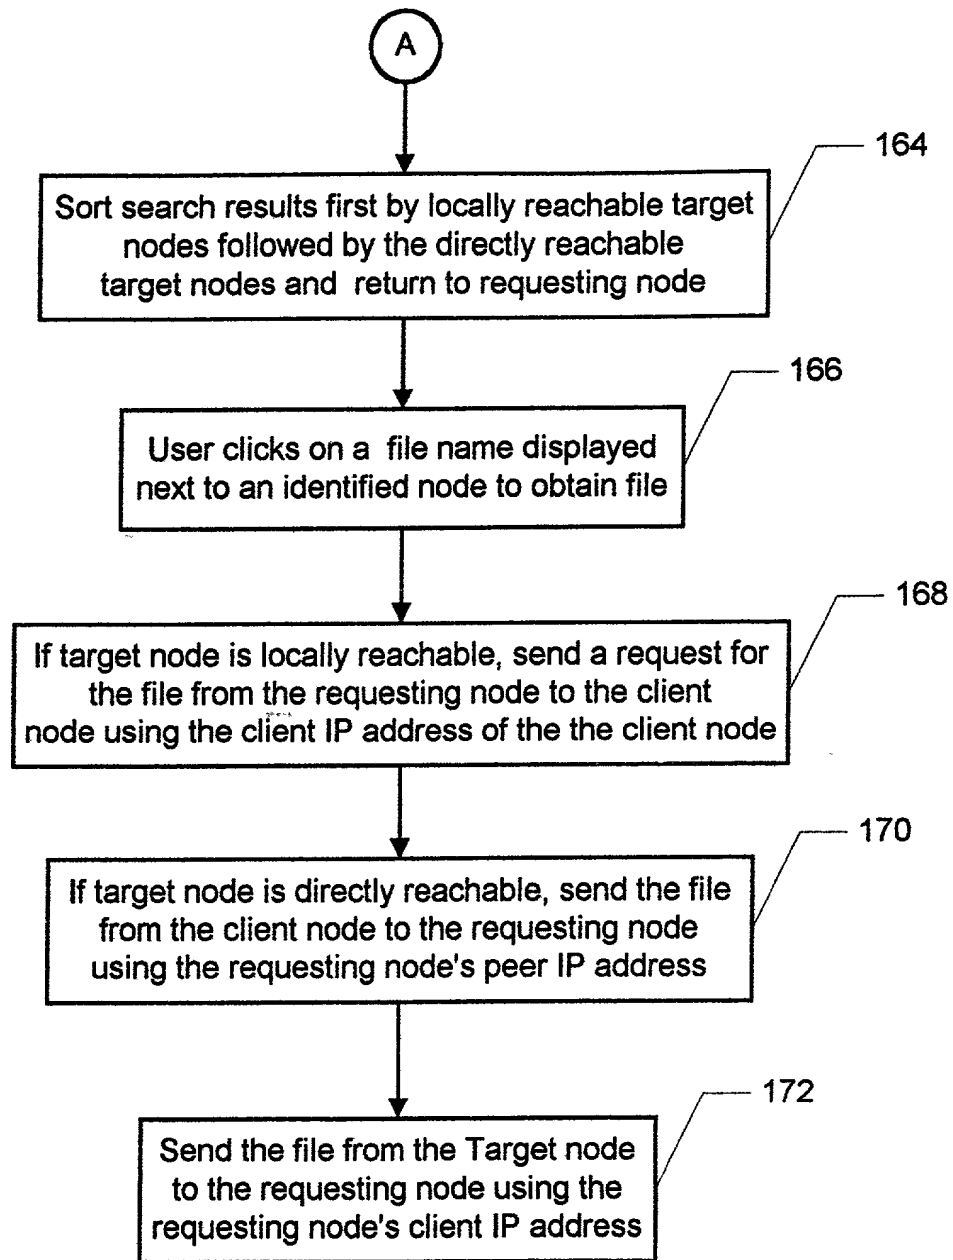 A
164
Sort search results first by locally reachable target
nodes followed by the directly reachable
target nodes and return to requesting node
166
User clicks on a file name displayed
next to an identified node to obtain file
168
If target node is locally reachable, send a request for
the file from the requesting node to the client
node using the client IP address of the the client node
170
If target node is directly reachable, send the file
from the client node to the requesting node
using the requesting node's peer IP address
172
Send the file from the Target node
to the requesting node using the
requesting node's client IP address